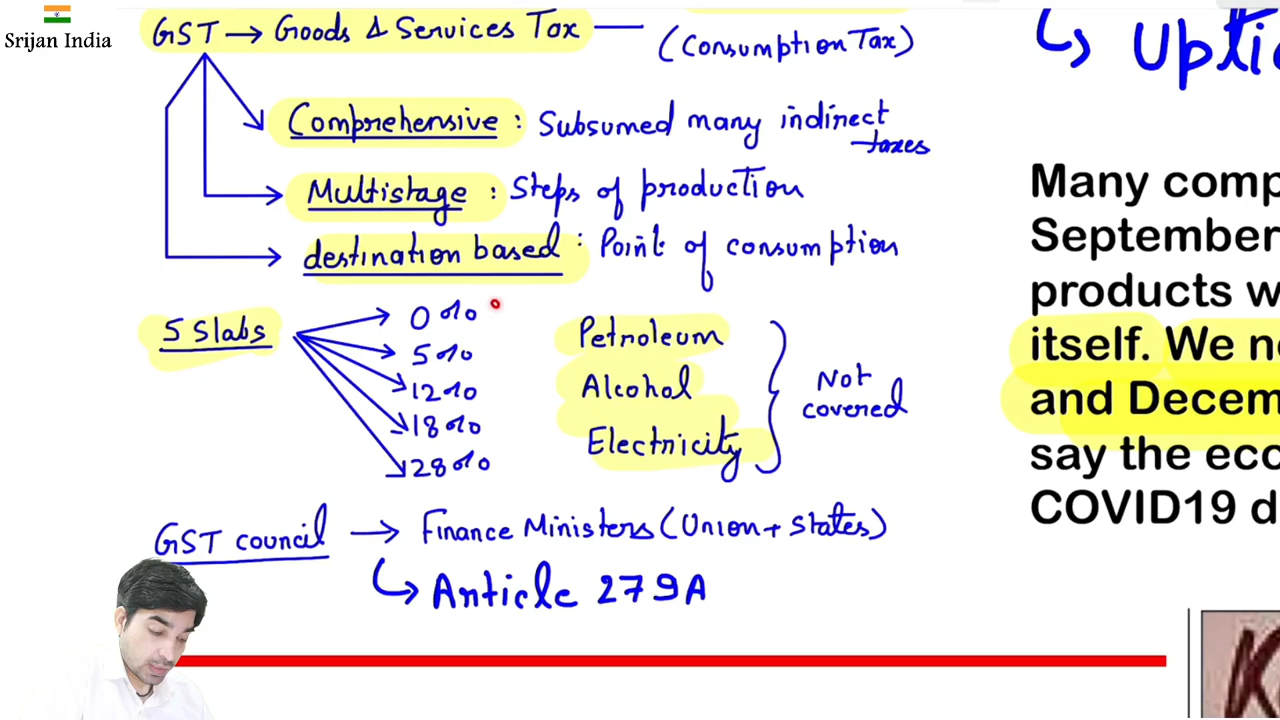 Srijan India
GST → Goods & Services Tax — (Consumption Tax)
Comprehensive : Subsumed many indirect taxes
Multistage : Steps of production
destination based : Point of consumption
5 Slabs
0%
5%
12%
18%
28%
Petroleum
Alcohol
Electricity
Not
covered
GST council → Finance Ministers (Union + States)
↳ Article 279A
↳ Upti
Many comp
September
products w
itself. We n
and Decem
say the eco
COVID19 d